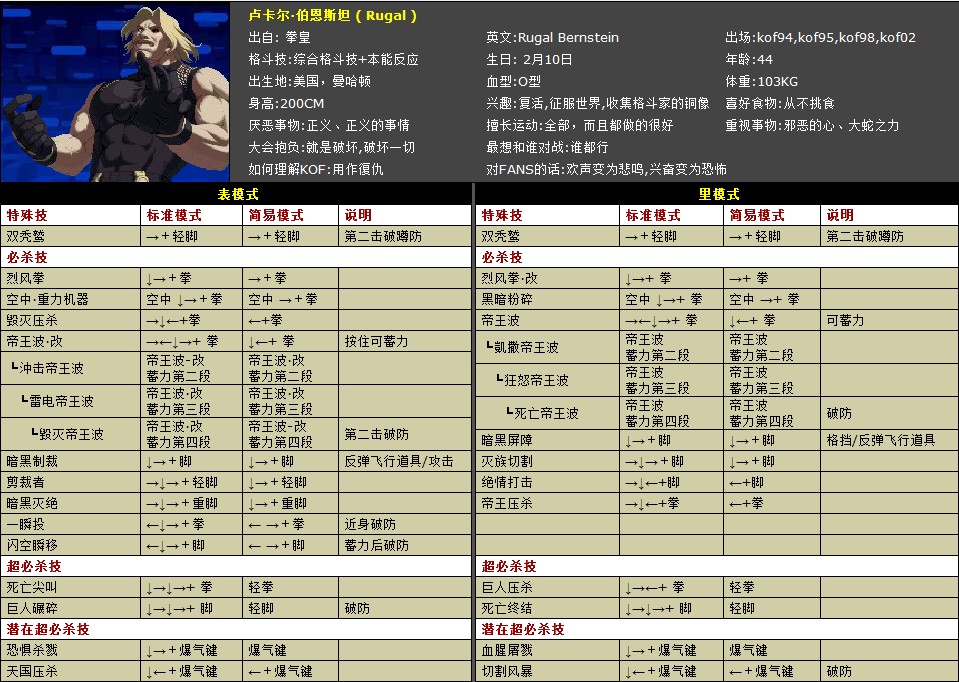 卢卡尔·伯恩斯坦 ( Rugal )
出自: 拳皇 英文:Rugal Bernstein 出场:kof94,kof95,kof98,kof02
格斗技:综合格斗技+本能反应 生日: 2月10日 年龄:44
出生地:美国，曼哈顿 血型:O型 体重:103KG
身高:200CM 兴趣:复活,征服世界,收集格斗家的铜像 喜好食物:从不挑食
厌恶事物:正义、正义的事情 擅长运动:全部，而且都做的很好 重视事物:邪恶的心、大蛇之力
大会抱负:就是破坏,破坏一切 最想和谁对战:谁都行
如何理解KOF:用作復仇 对FANS的话:欢声变为悲鸣,兴奋变为恐怖
表模式
特殊技 标准模式 简易模式 说明
双秃鹫 →+轻脚 →+轻脚 第二击破蹲防
必杀技
烈风拳 ↓→+拳 →+拳
空中·重力机器 空中 ↓→+拳 空中 →+拳
毁灭压杀 →↓←+拳 ←+拳
帝王波·改 →←↓→+ 拳 ↓←+ 拳 按住可蓄力
┗冲击帝王波 帝王波-改 帝王波·改
蓄力第二段 蓄力第二段
┗雷电帝王波 帝王波·改 帝王波·改
蓄力第三段 蓄力第三段
┗毁灭帝王波 帝王波·改 帝王波-改 第二击破防
蓄力第四段 蓄力第四段
暗黑制裁 ↓→+脚 ↓→+脚 反弹飞行道具/攻击
剪裁者 →↓→+轻脚 ↓→+轻脚
暗黑灭绝 →↓→+重脚 ↓→+重脚
一瞬投 ←↓→+拳 ← →+拳 近身破防
闪空瞬移 ←↓→+脚 ← →+脚 蓄力后破防
超必杀技
死亡尖叫 ↓→↓→+ 拳 轻拳
巨人碾碎 ↓→↓→+ 脚 轻脚 破防
潜在超必杀技
恐惧杀戮 ↓→+爆气键 爆气键
天国压杀 ↓←+爆气键 ←+爆气键
里模式
特殊技 标准模式 简易模式 说明
双秃鹫 →+轻脚 →+轻脚 第二击破蹲防
必杀技
烈风拳·改 ↓→+ 拳 →+ 拳
黑暗粉碎 空中 ↓→+ 拳 空中 →+ 拳
帝王波 →←↓→+ 拳 ↓←+ 拳 可蓄力
┗凱撒帝王波 帝王波 帝王波
蓄力第二段 蓄力第二段
┗狂怒帝王波 帝王波 帝王波
蓄力第三段 蓄力第三段
┗死亡帝王波 帝王波 帝王波 破防
蓄力第四段 蓄力第四段
暗黑屏障 ↓→+脚 ↓→+脚 格挡/反弹飞行道具
灭族切割 →↓→+脚 ↓→+脚
绝情打击 →↓←+脚 ←+脚
帝王压杀 →↓←+拳 ←+拳
超必杀技
巨人压杀 ↓→←+ 拳 轻拳
死亡终结 ↓→↓→+ 脚 轻脚
潜在超必杀技
血腥屠戮 ↓→+爆气键 爆气键
切割风暴 ↓←+爆气键 ←+爆气键 破防